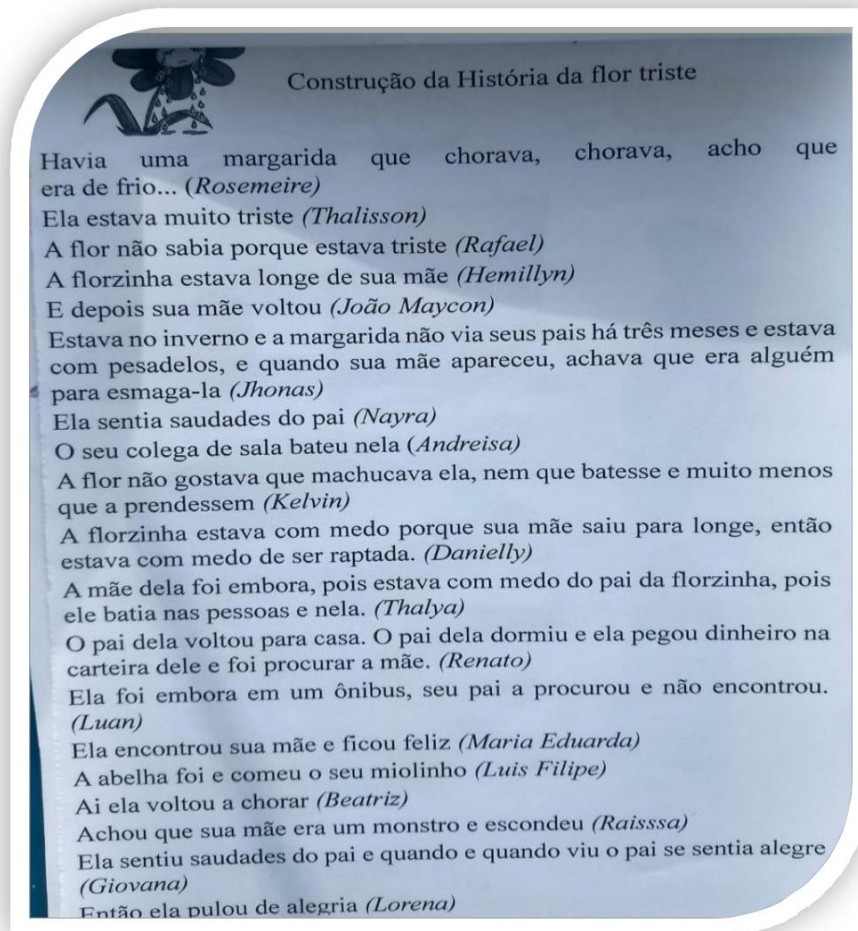 Construção da História da flor triste
Havia uma margarida que chorava, chorava, acho que
era de frio... (Rosemeire)
Ela estava muito triste (Thalisson)
A flor não sabia porque estava triste (Rafael)
A florzinha estava longe de sua mãe (Hemillyn)
E depois sua mãe voltou (João Maycon)
Estava no inverno e a margarida não via seus pais há três meses e estava
com pesadelos, e quando sua mãe apareceu, achava que era alguém
para esmaga-la (Jhonas)
Ela sentia saudades do pai (Nayra)
O seu colega de sala bateu nela (Andreisa)
A flor não gostava que machucava ela, nem que batesse e muito menos
que a prendessem (Kelvin)
A florzinha estava com medo porque sua mãe saiu para longe, então
estava com medo de ser raptada. (Danielly)
A mãe dela foi embora, pois estava com medo do pai da florzinha, pois
ele batia nas pessoas e nela. (Thalya)
O pai dela voltou para casa. O pai dela dormiu e ela pegou dinheiro na
carteira dele e foi procurar a mãe. (Renato)
Ela foi embora em um ônibus, seu pai a procurou e não encontrou.
(Luan)
Ela encontrou sua mãe e ficou feliz (Maria Eduarda)
A abelha foi e comeu o seu miolinho (Luis Filipe)
Ai ela voltou a chorar (Beatriz)
Achou que sua mãe era um monstro e escondeu (Raisssa)
Ela sentiu saudades do pai e quando e quando viu o pai se sentia alegre
(Giovana)
Então ela pulou de alegria (Lorena)